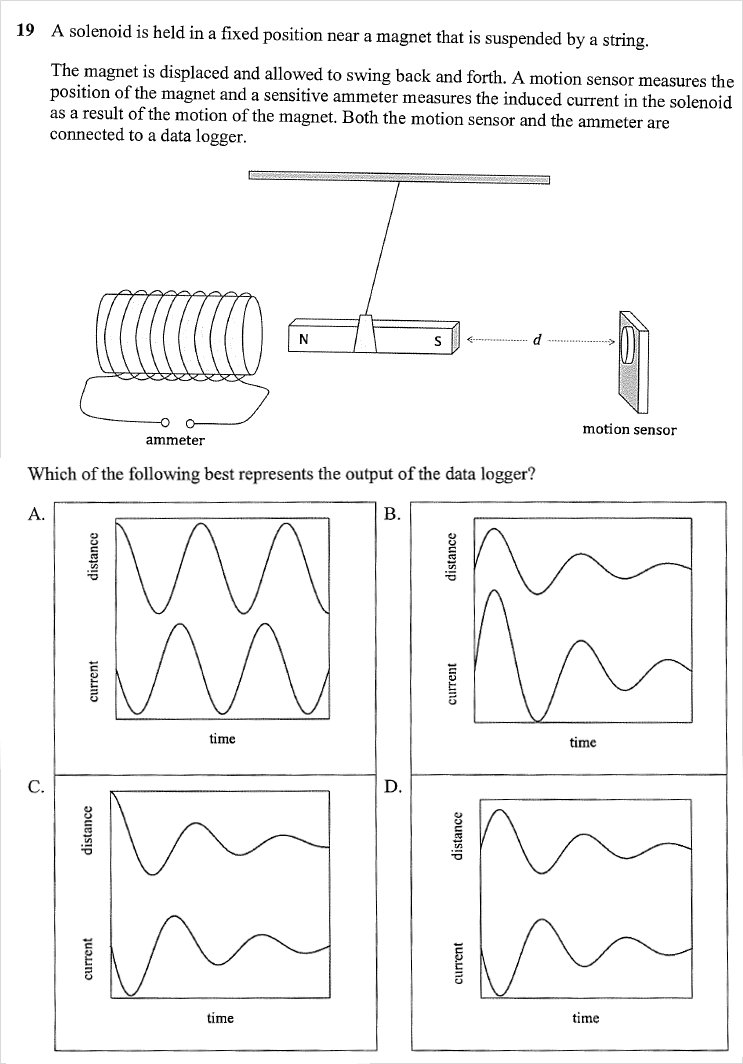 19 A solenoid is held in a fixed position near a magnet that is suspended by a string.
The magnet is displaced and allowed to swing back and forth. A motion sensor measures the
position of the magnet and a sensitive ammeter measures the induced current in the solenoid
as a result of the motion of the magnet. Both the motion sensor and the ammeter are
connected to a data logger.
N
S
d
motion sensor
ammeter
Which of the following best represents the output of the data logger?
A.
distance
current
time
B.
distance
current
time
C.
distance
current
time
D.
distance
current
time